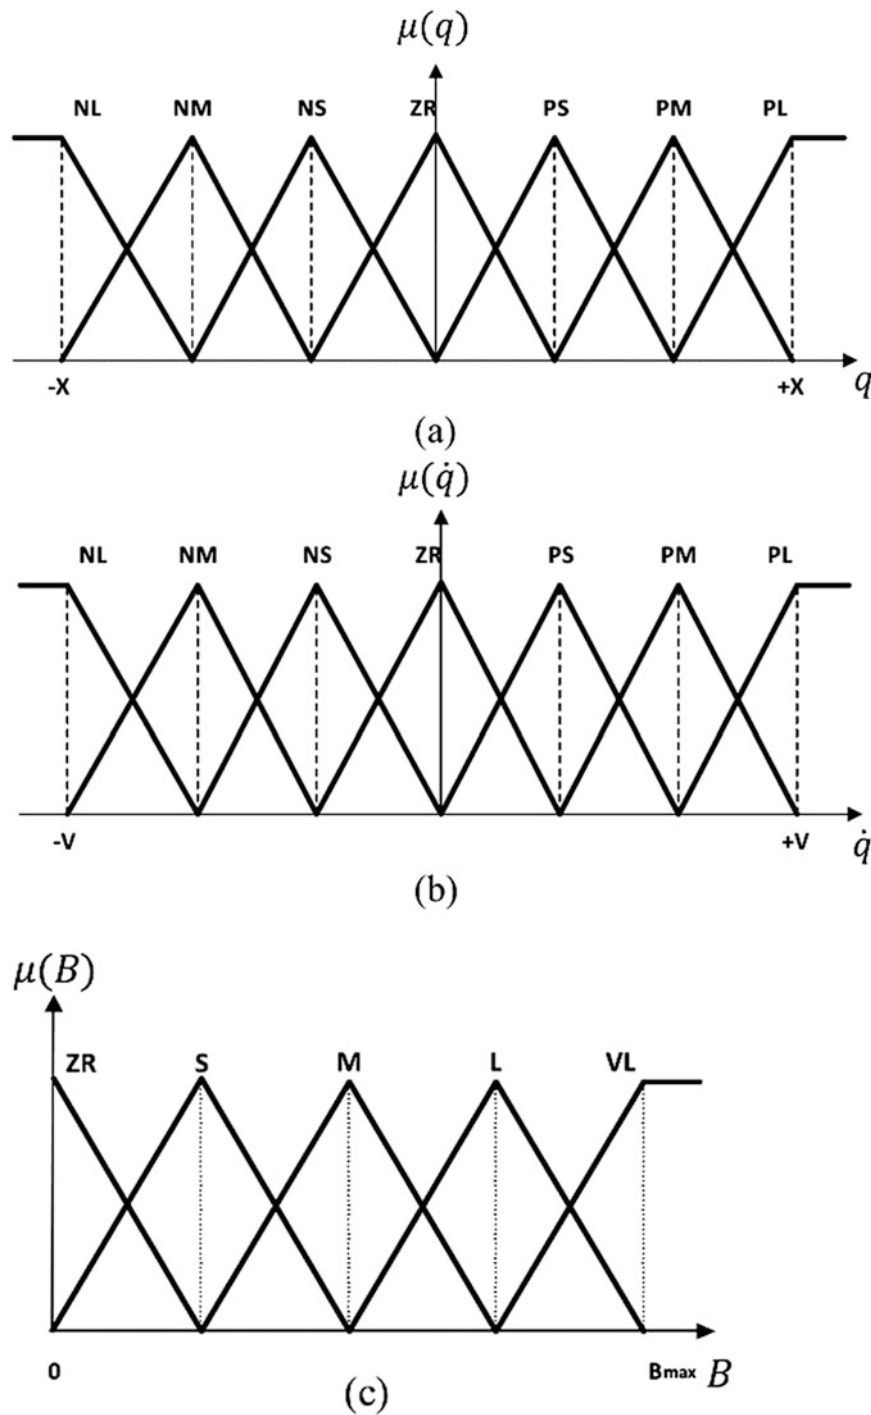 μ(q)
NL NM NS ZR PS PM PL
-X +X q
(a)
μ(q̇)
NL NM NS ZR PS PM PL
-V +V q̇
(b)
μ(B)
ZR S M L VL
0 Bmax B
(c)